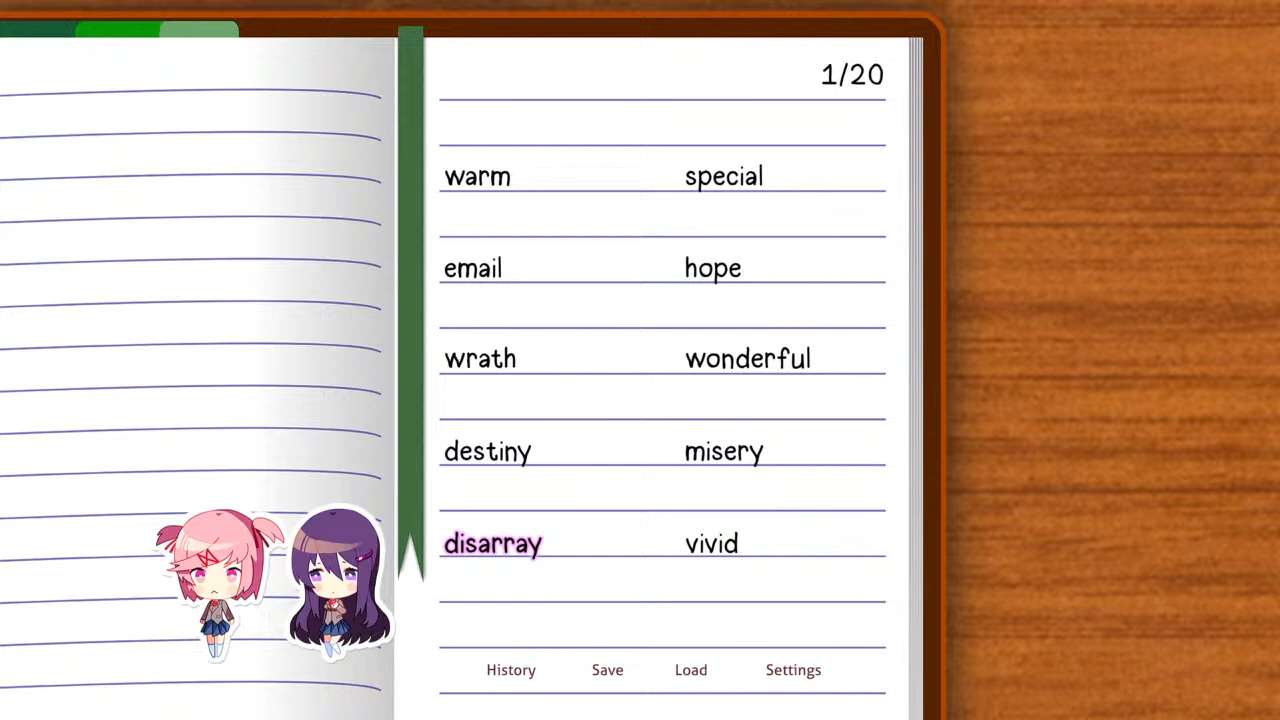 1/20
warm special
email hope
wrath wonderful
destiny misery
disarray vivid
History Save Load Settings